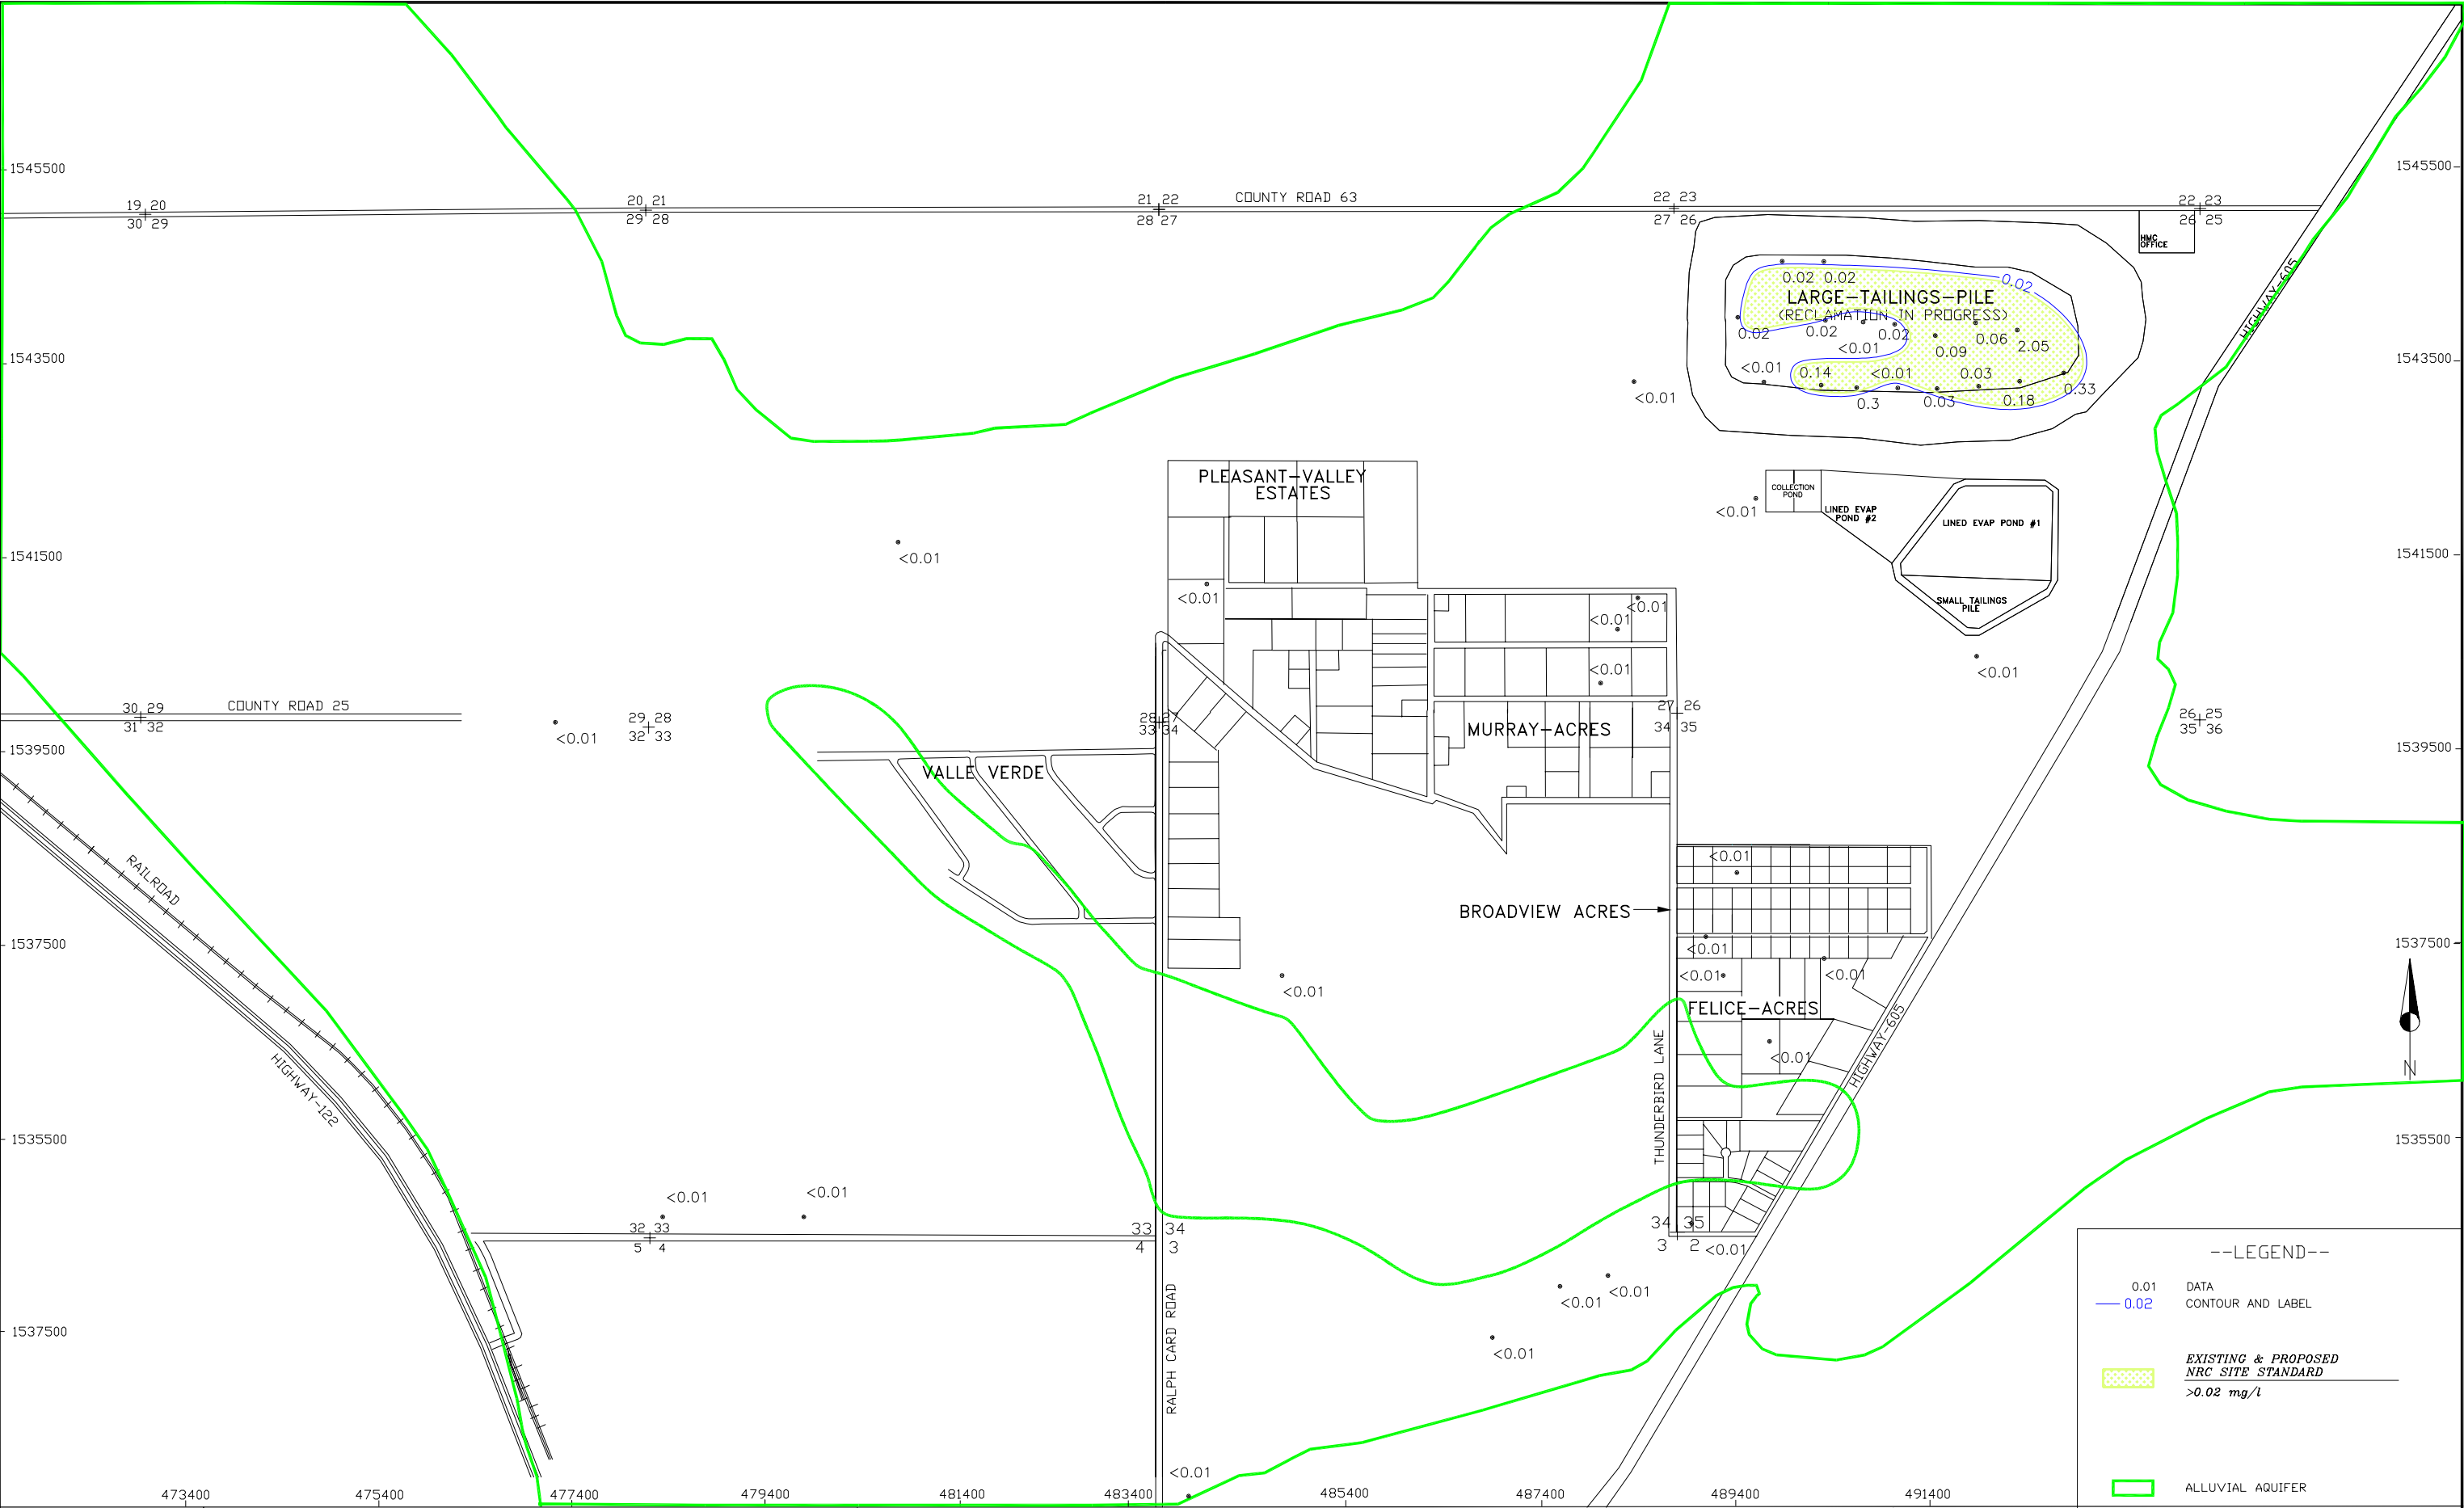 1545500
1545500
19 20
30 29
20 21
29 28
21 22
28 27
COUNTY ROAD 63
22 23
27 26
22 23
26 25
HMC
OFFICE
HIGHWAY-605
0.02 0.02
0.02
LARGE-TAILINGS-PILE
(RECLAMATION IN PROGRESS)
0.02
0.02
0.02
0.06
2.05
<0.01
0.09
1543500
1543500
<0.01
0.14
<0.01
0.03
0.33
<0.01
0.3
0.03
0.18
PLEASANT-VALLEY
ESTATES
COLLECTION
POND
<0.01
LINED EVAP
POND #2
LINED EVAP POND #1
1541500
<0.01
1541500
<0.01
SMALL TAILINGS
PILE
<0.01
<0.01
<0.01
<0.01
30 29
31 32
COUNTY ROAD 25
<0.01
29 28
32 33
28 27
33 34
27 26
34 35
26 25
35 36
MURRAY-ACRES
1539500
1539500
VALLE VERDE
RAILROAD
<0.01
BROADVIEW ACRES
1537500
1537500
<0.01
<0.01
<0.01
<0.01
FELICE-ACRES
HIGHWAY-122
THUNDERBIRD LANE
<0.01
HIGHWAY-605
N
1535500
1535500
<0.01
<0.01
32 33
5 4
33 34
4 3
34 35
3 2
<0.01
<0.01
<0.01
1537500
<0.01
RALPH CARD ROAD
<0.01
--LEGEND--
0.01 DATA
0.02 CONTOUR AND LABEL
EXISTING & PROPOSED
NRC SITE STANDARD
>0.02 mg/l
ALLUVIAL AQUIFER
473400
475400
477400
479400
481400
483400
485400
487400
489400
491400